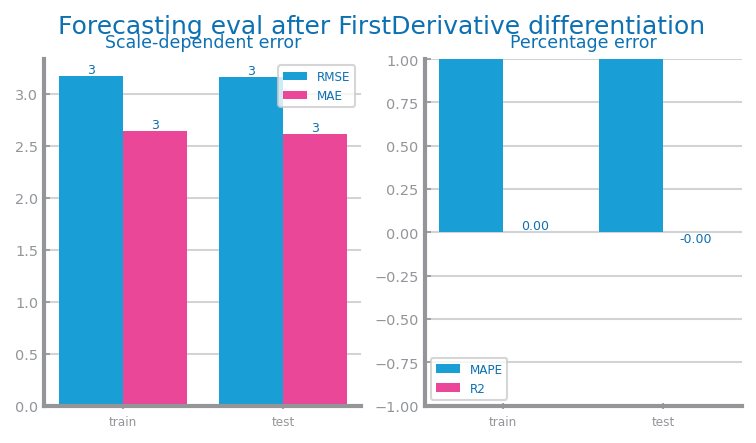 Forecasting eval after FirstDerivative differentiation
Scale-dependent error
3.0
2.5
2.0
1.5
1.0
0.5
0.0
3
3
3
3
RMSE
MAE
train
test
Percentage error
1.00
0.75
0.50
0.25
0.00
−0.25
−0.50
−0.75
−1.00
0.00
-0.00
MAPE
R2
train
test